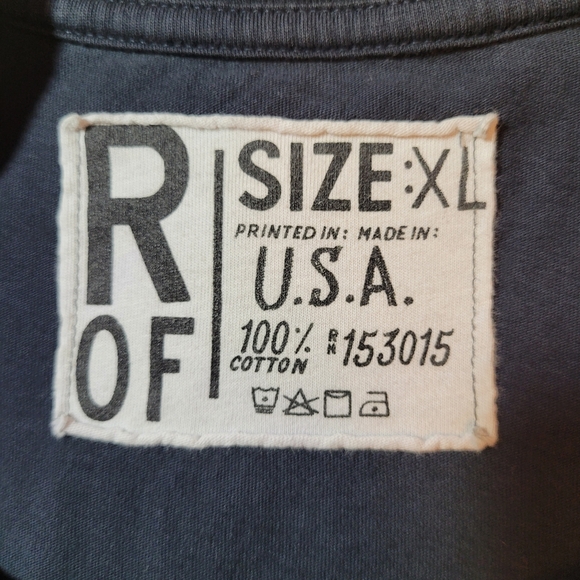 R
OF
SIZE:XL
PRINTED IN: MADE IN:
U.S.A.
100%
COTTON
RN 153015